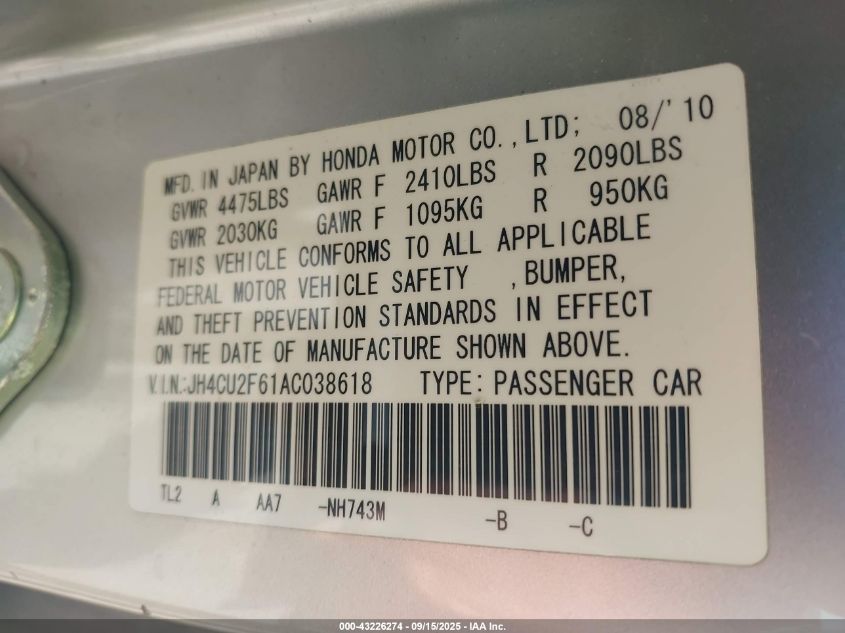 MFD. IN JAPAN BY HONDA MOTOR CO., LTD; 08/'10
GVWR 4475LBS GAWR F 2410LBS R 2090LBS
GVWR 2030KG GAWR F 1095KG R 950KG
THIS VEHICLE CONFORMS TO ALL APPLICABLE
FEDERAL MOTOR VEHICLE SAFETY , BUMPER,
AND THEFT PREVENTION STANDARDS IN EFFECT
ON THE DATE OF MANUFACTURE SHOWN ABOVE.
V.I.N.:JH4CU2F61AC038618 TYPE: PASSENGER CAR
TL2 A AA7 -NH743M -B -C
000-43226274 - 09/15/2025 - IAA Inc.